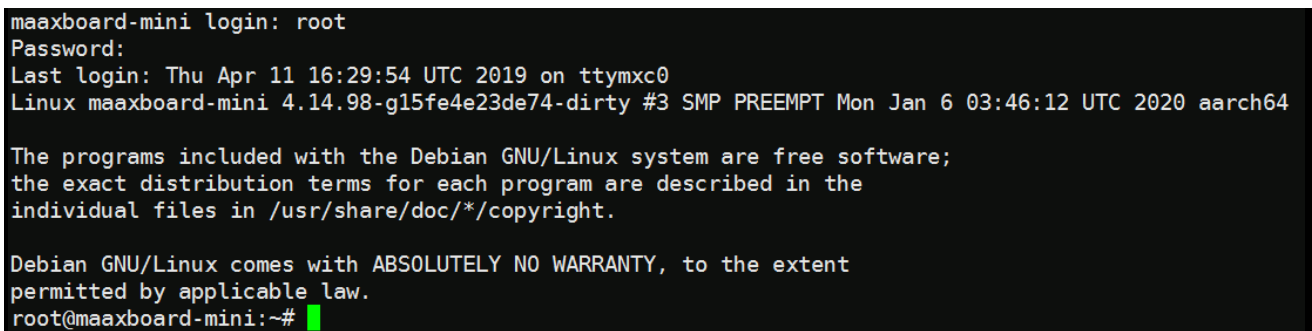 maaxboard-mini login: root
Password:
Last login: Thu Apr 11 16:29:54 UTC 2019 on ttymxc0
Linux maaxboard-mini 4.14.98-g15fe4e23de74-dirty #3 SMP PREEMPT Mon Jan 6 03:46:12 UTC 2020 aarch64
The programs included with the Debian GNU/Linux system are free software;
the exact distribution terms for each program are described in the
individual files in /usr/share/doc/*/copyright.
Debian GNU/Linux comes with ABSOLUTELY NO WARRANTY, to the extent
permitted by applicable law.
root@maaxboard-mini:~#